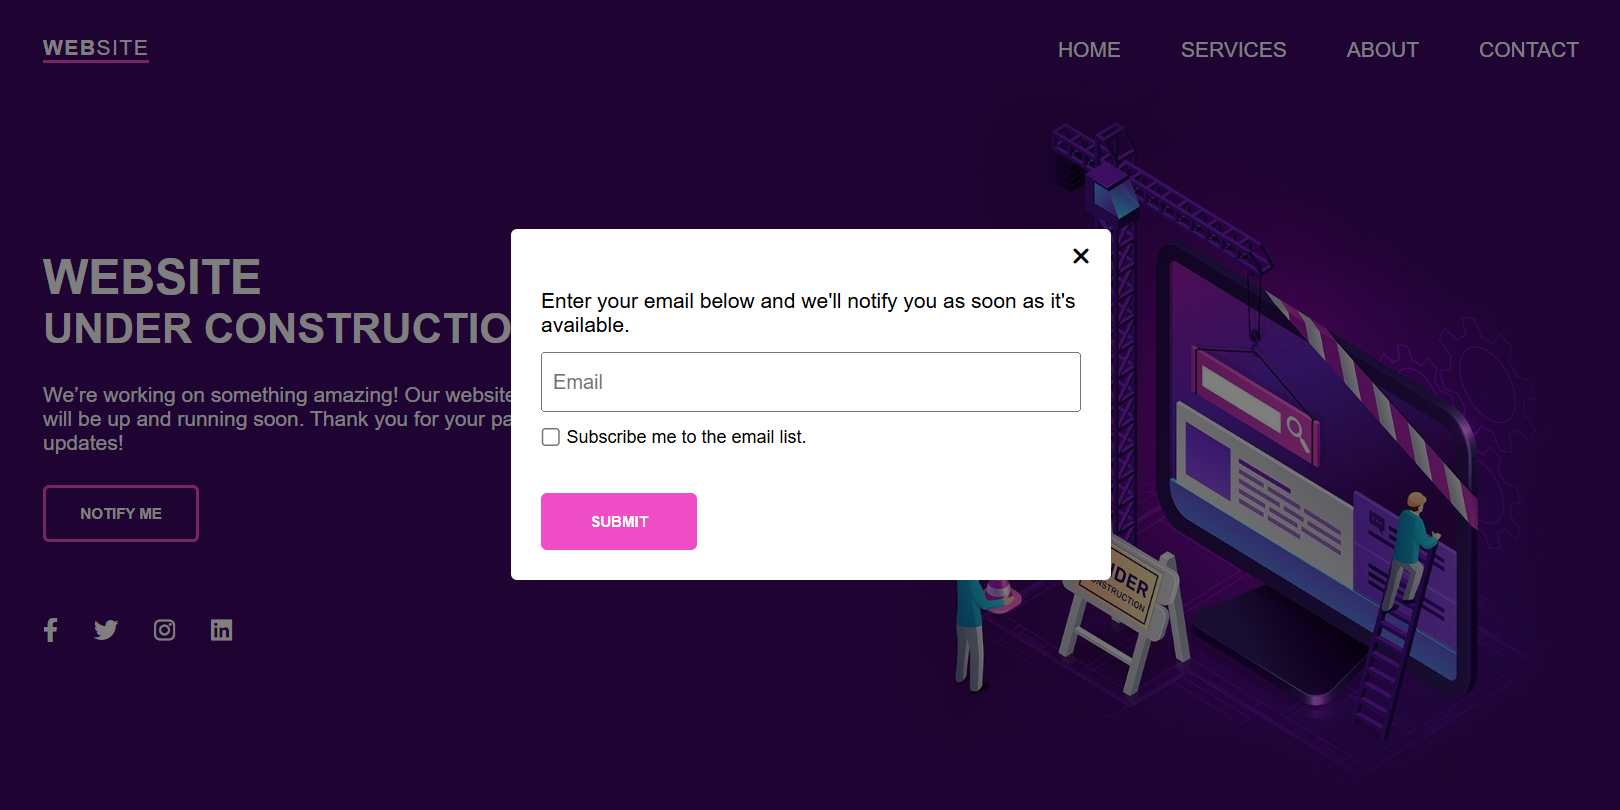 WEBSITE
HOME SERVICES ABOUT CONTACT
WEBSITE
UNDER CONSTRUCTIO
We're working on something amazing! Our website
will be up and running soon. Thank you for your pa
updates!
NOTIFY ME
Enter your email below and we'll notify you as soon as it's
available.
Email
Subscribe me to the email list.
SUBMIT
NDER
ONSTRUCTION